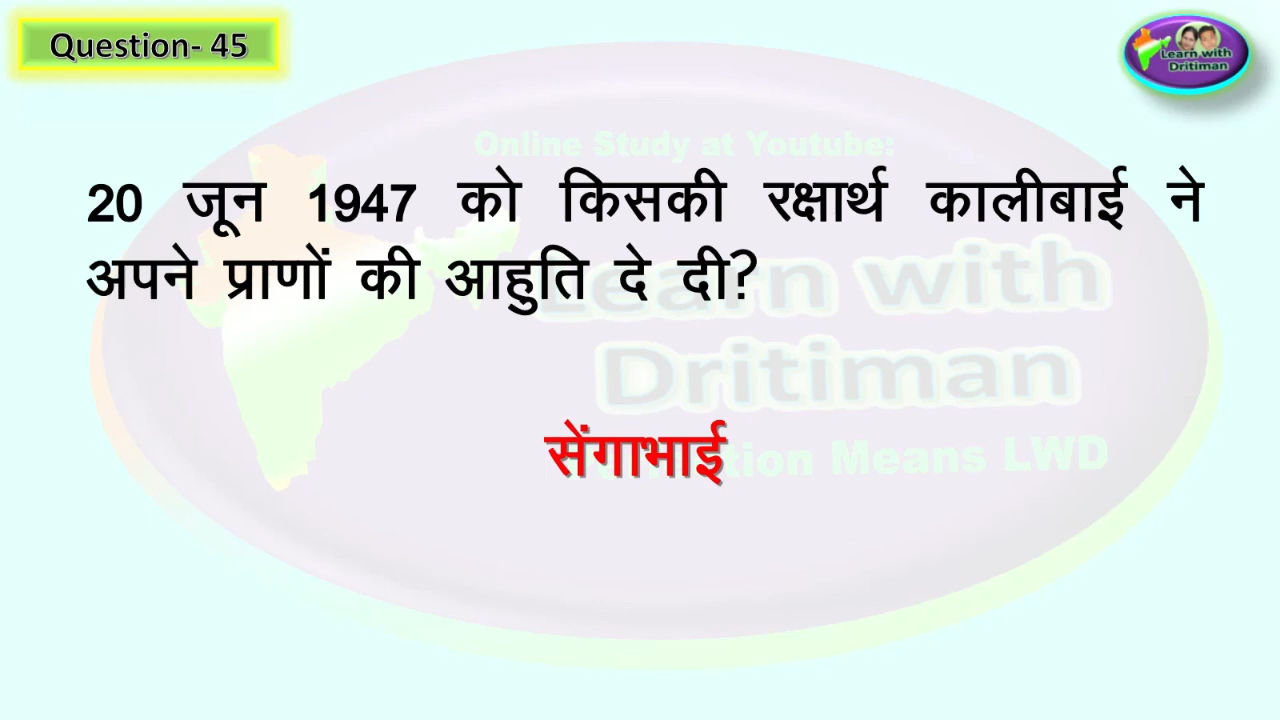 Question- 45
Learn with
Dritiman
Online Study at Youtube:
20 जून 1947 को किसकी रक्षार्थ कालीबाई ने
अपने प्राणों की आहुति दे दी?
Learn with
Dritiman
सेंगाभाई
Means LWD